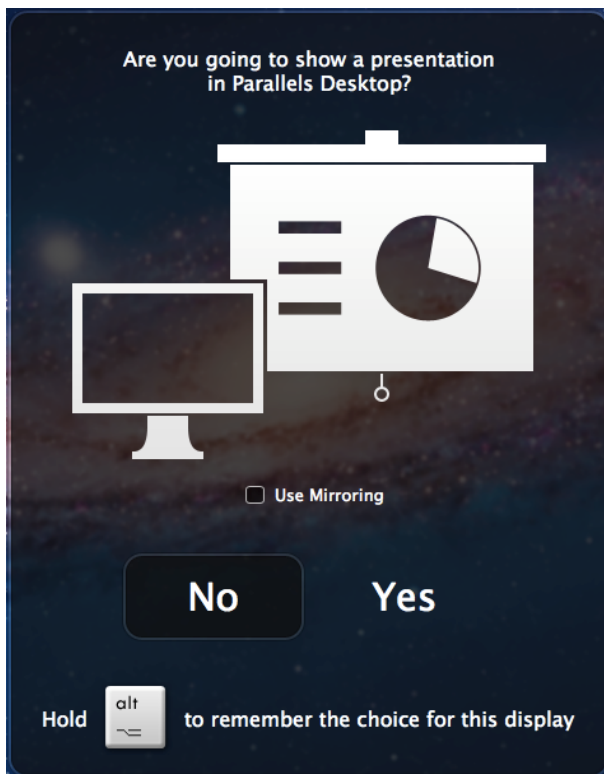 Are you going to show a presentation
in Parallels Desktop?
Use Mirroring
No Yes
Hold alt to remember the choice for this display